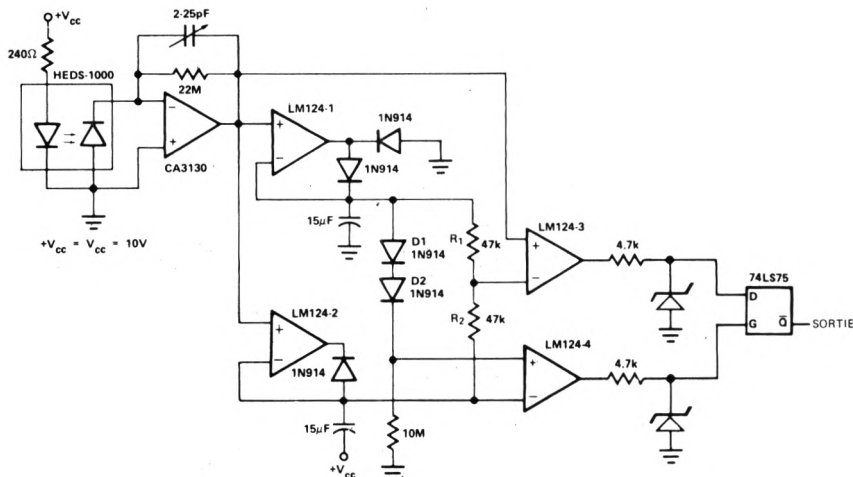 +Vcc
2-25pF
240Ω
HEDS-1000
22M
LM124-1
1N914
CA3130
1N914
15µF
+Vcc = Vcc = 10V
D1
1N914
R1 47k
LM124-3
4.7k
D2
1N914
74LS75
D
G
Q̄
SORTIE
LM124-2
R2 47k
LM124-4
4.7k
1N914
15µF
10M
+Vcc